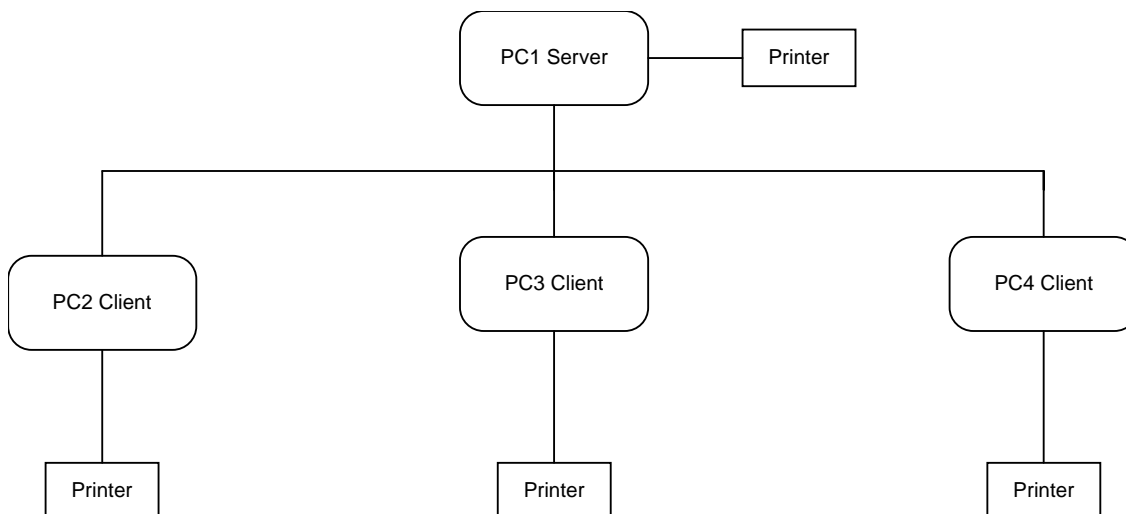 PC1 Server
Printer
PC2 Client
PC3 Client
PC4 Client
Printer
Printer
Printer